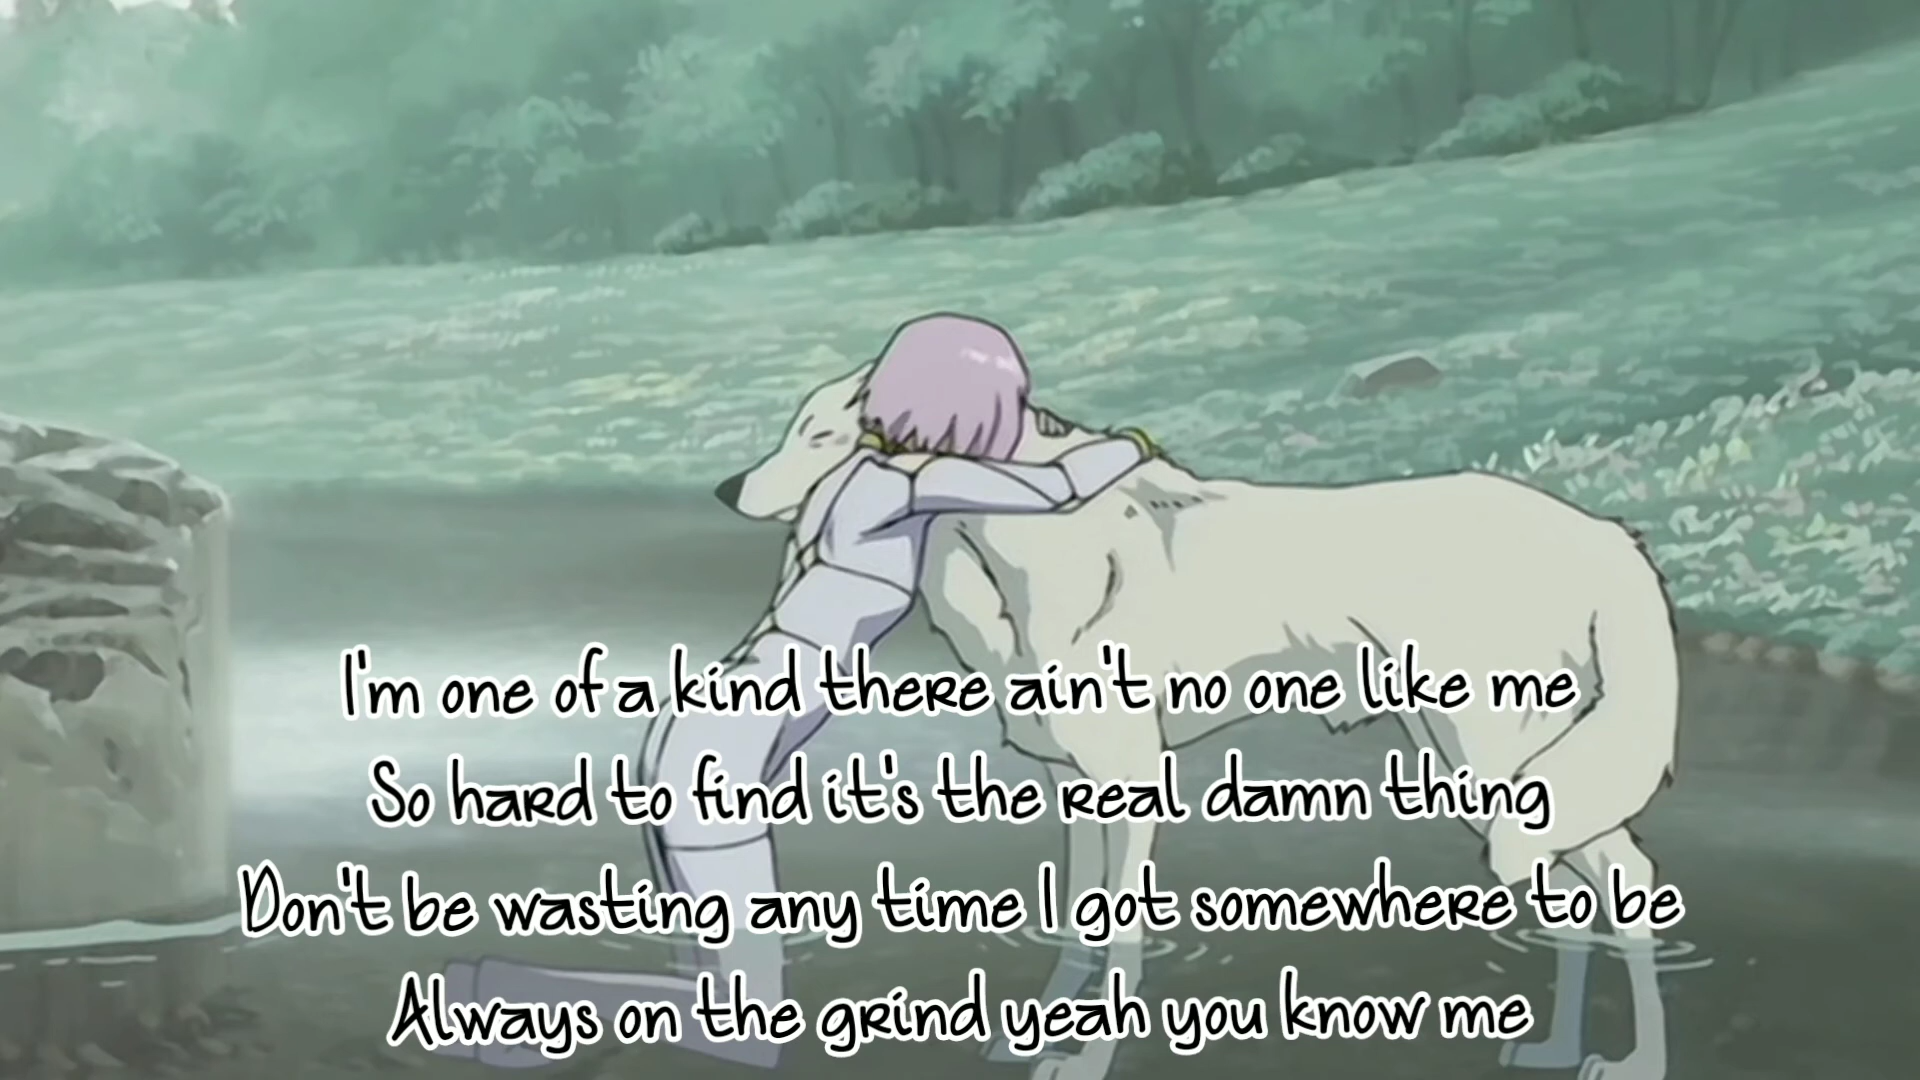 I'm one of a kind there ain't no one like me
So hard to find it's the real damn thing
Don't be wasting any time I got somewhere to be
Always on the grind yeah you know me